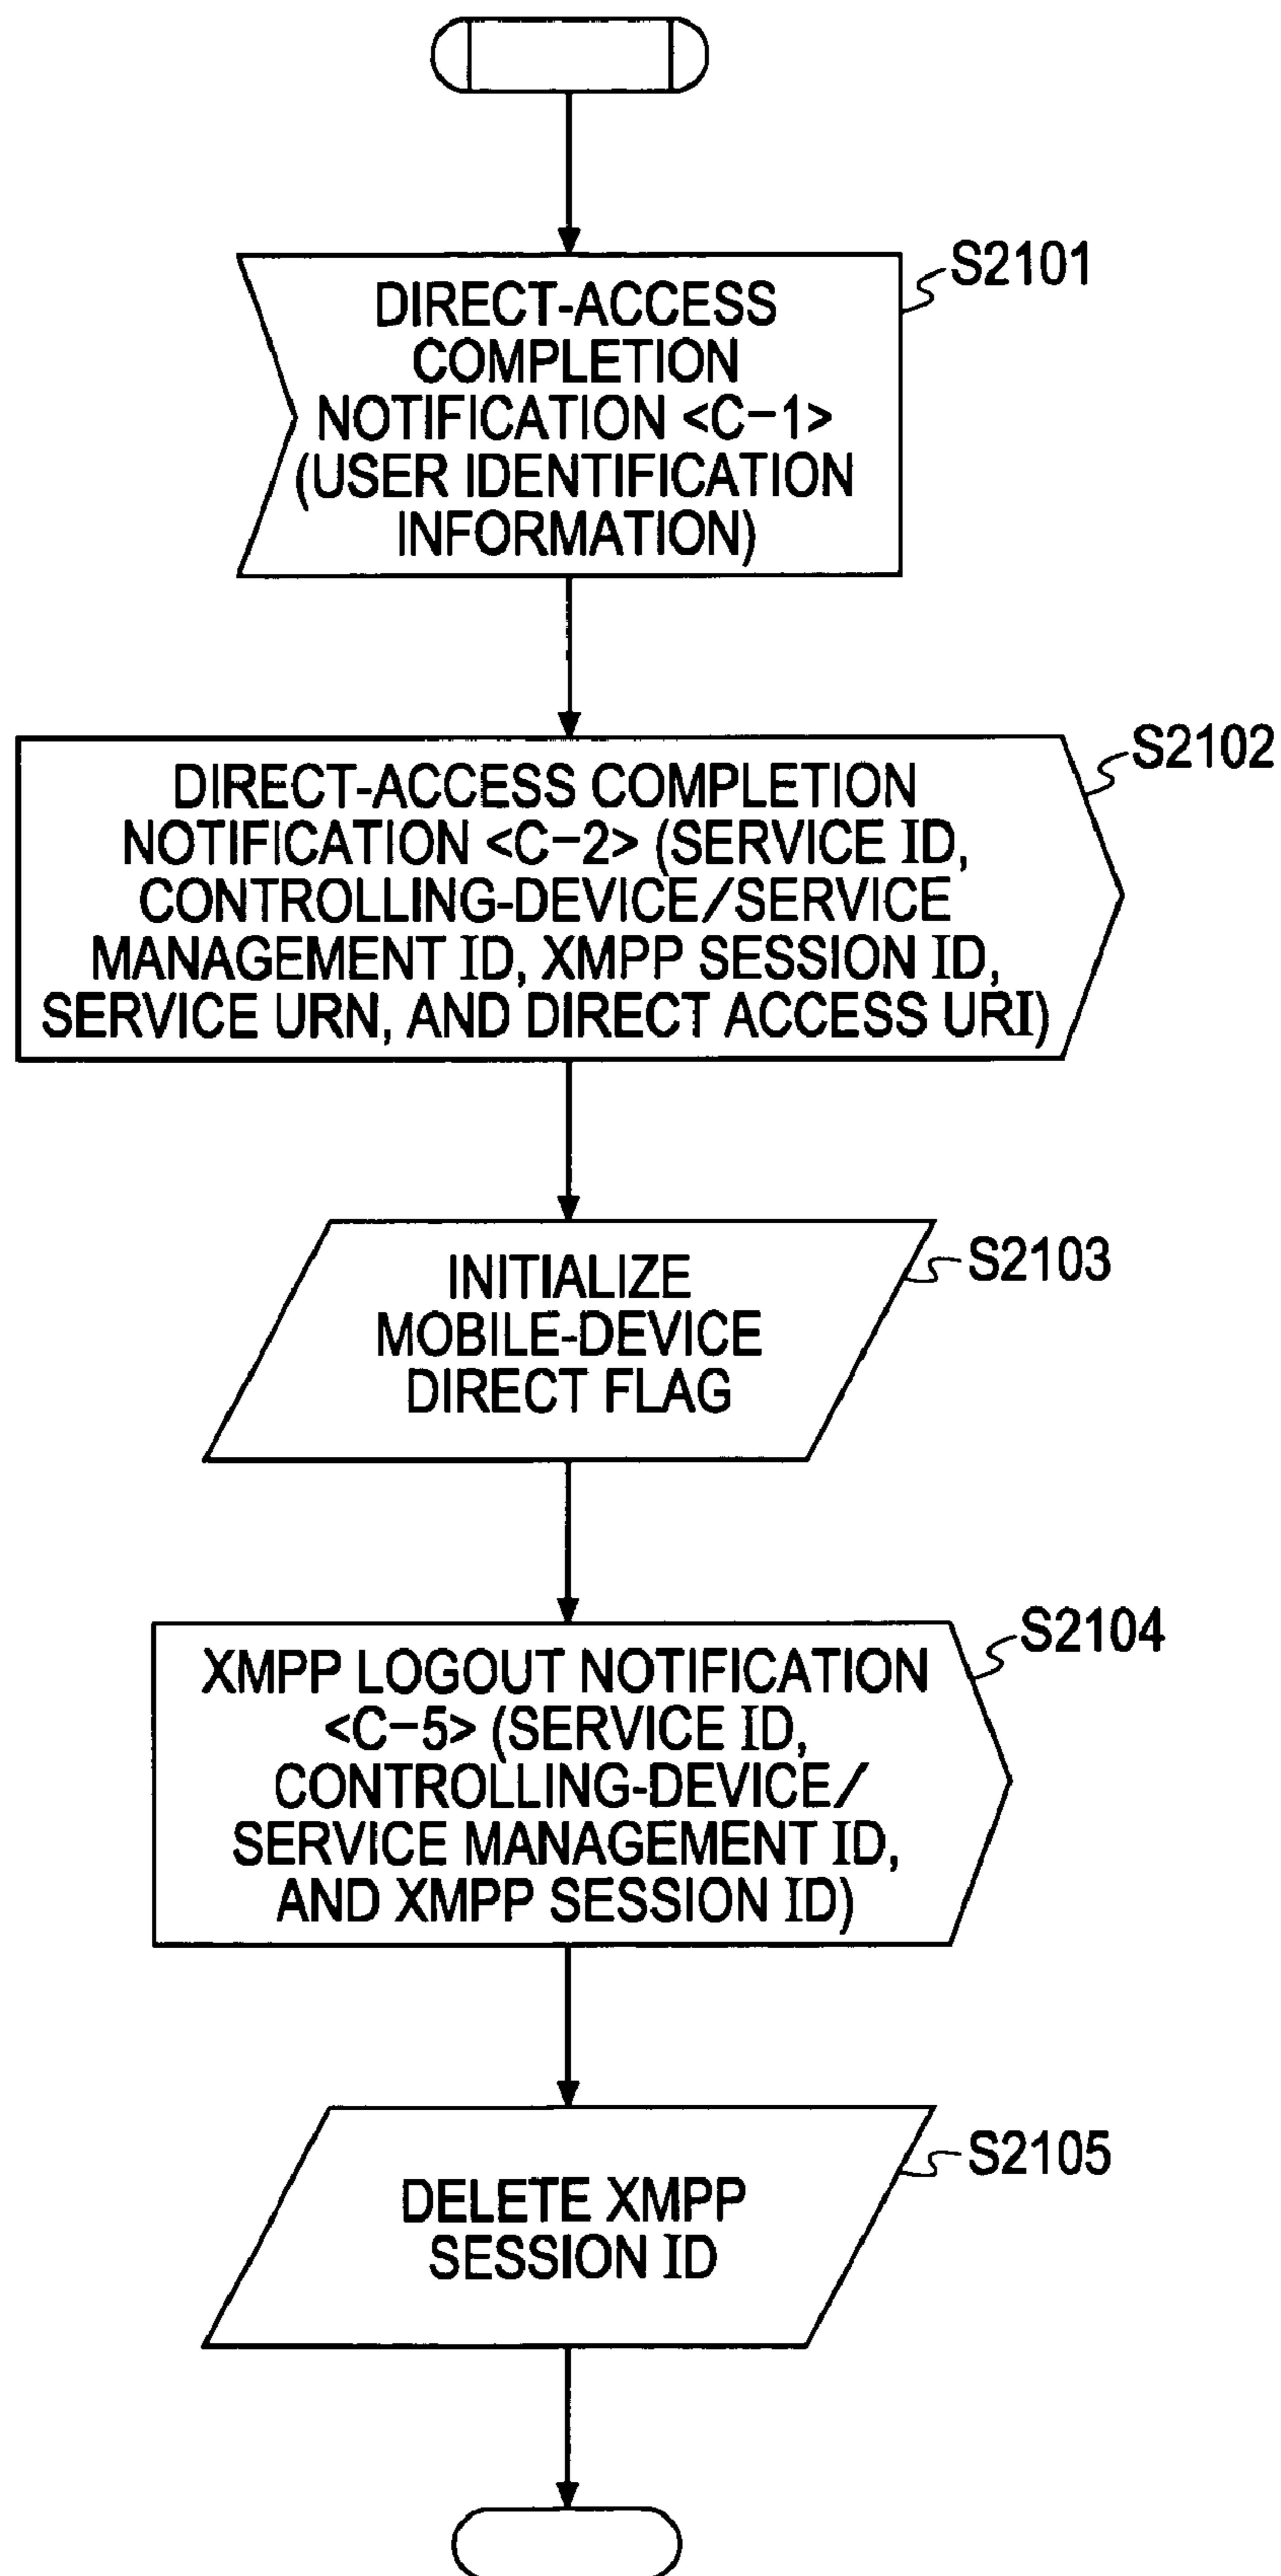 S2101
DIRECT-ACCESS
COMPLETION
NOTIFICATION <C-1>
(USER IDENTIFICATION
INFORMATION)
S2102
DIRECT-ACCESS COMPLETION
NOTIFICATION <C-2> (SERVICE ID,
CONTROLLING-DEVICE/SERVICE
MANAGEMENT ID, XMPP SESSION ID,
SERVICE URN, AND DIRECT ACCESS URI)
S2103
INITIALIZE
MOBILE-DEVICE
DIRECT FLAG
S2104
XMPP LOGOUT NOTIFICATION
<C-5> (SERVICE ID,
CONTROLLING-DEVICE/
SERVICE MANAGEMENT ID,
AND XMPP SESSION ID)
S2105
DELETE XMPP
SESSION ID